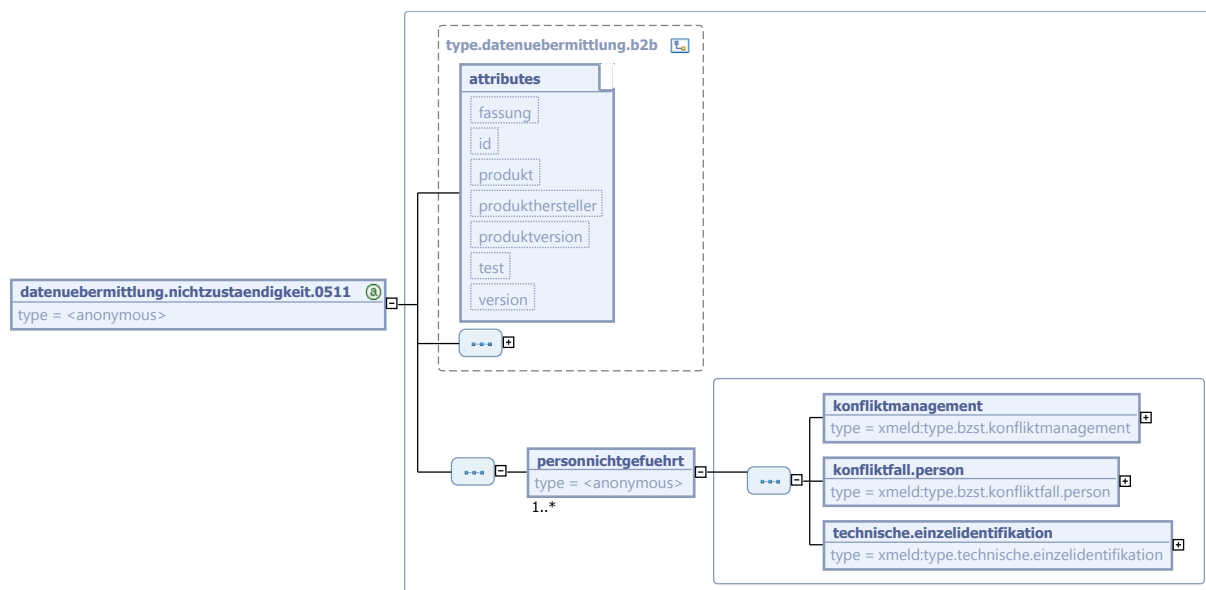 type.datenuebermittlung.b2b
attributes
fassung
id
produkt
produkthersteller
produktversion
test
version
datenuebermittlung.nichtzustaendigkeit.0511 a
type = <anonymous>
personnichtgefuehrt
type = <anonymous>
1..*
konfliktmanagement
type = xmeld:type.bzst.konfliktmanagement
konfliktfall.person
type = xmeld:type.bzst.konfliktfall.person
technische.einzelidentifikation
type = xmeld:type.technische.einzelidentifikation